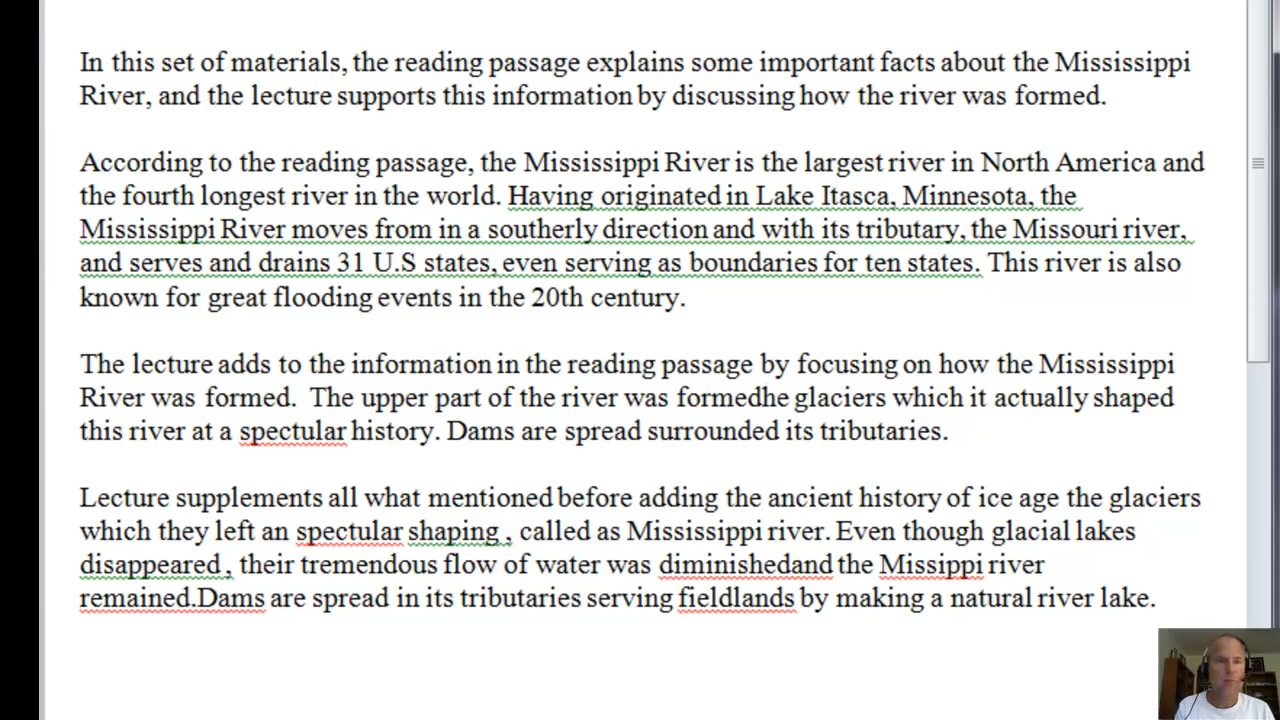 In this set of materials, the reading passage explains some important facts about the Mississippi
River, and the lecture supports this information by discussing how the river was formed.
According to the reading passage, the Mississippi River is the largest river in North America and
the fourth longest river in the world. Having originated in Lake Itasca, Minnesota, the
Mississippi River moves from in a southerly direction and with its tributary, the Missouri river,
and serves and drains 31 U.S states, even serving as boundaries for ten states. This river is also
known for great flooding events in the 20th century.
The lecture adds to the information in the reading passage by focusing on how the Mississippi
River was formed.  The upper part of the river was formedhe glaciers which it actually shaped
this river at a spectular history. Dams are spread surrounded its tributaries.
Lecture supplements all what mentioned before adding the ancient history of ice age the glaciers
which they left an spectular shaping , called as Mississippi river. Even though glacial lakes
disappeared , their tremendous flow of water was diminishedand the Missippi river
remained.Dams are spread in its tributaries serving fieldlands by making a natural river lake.